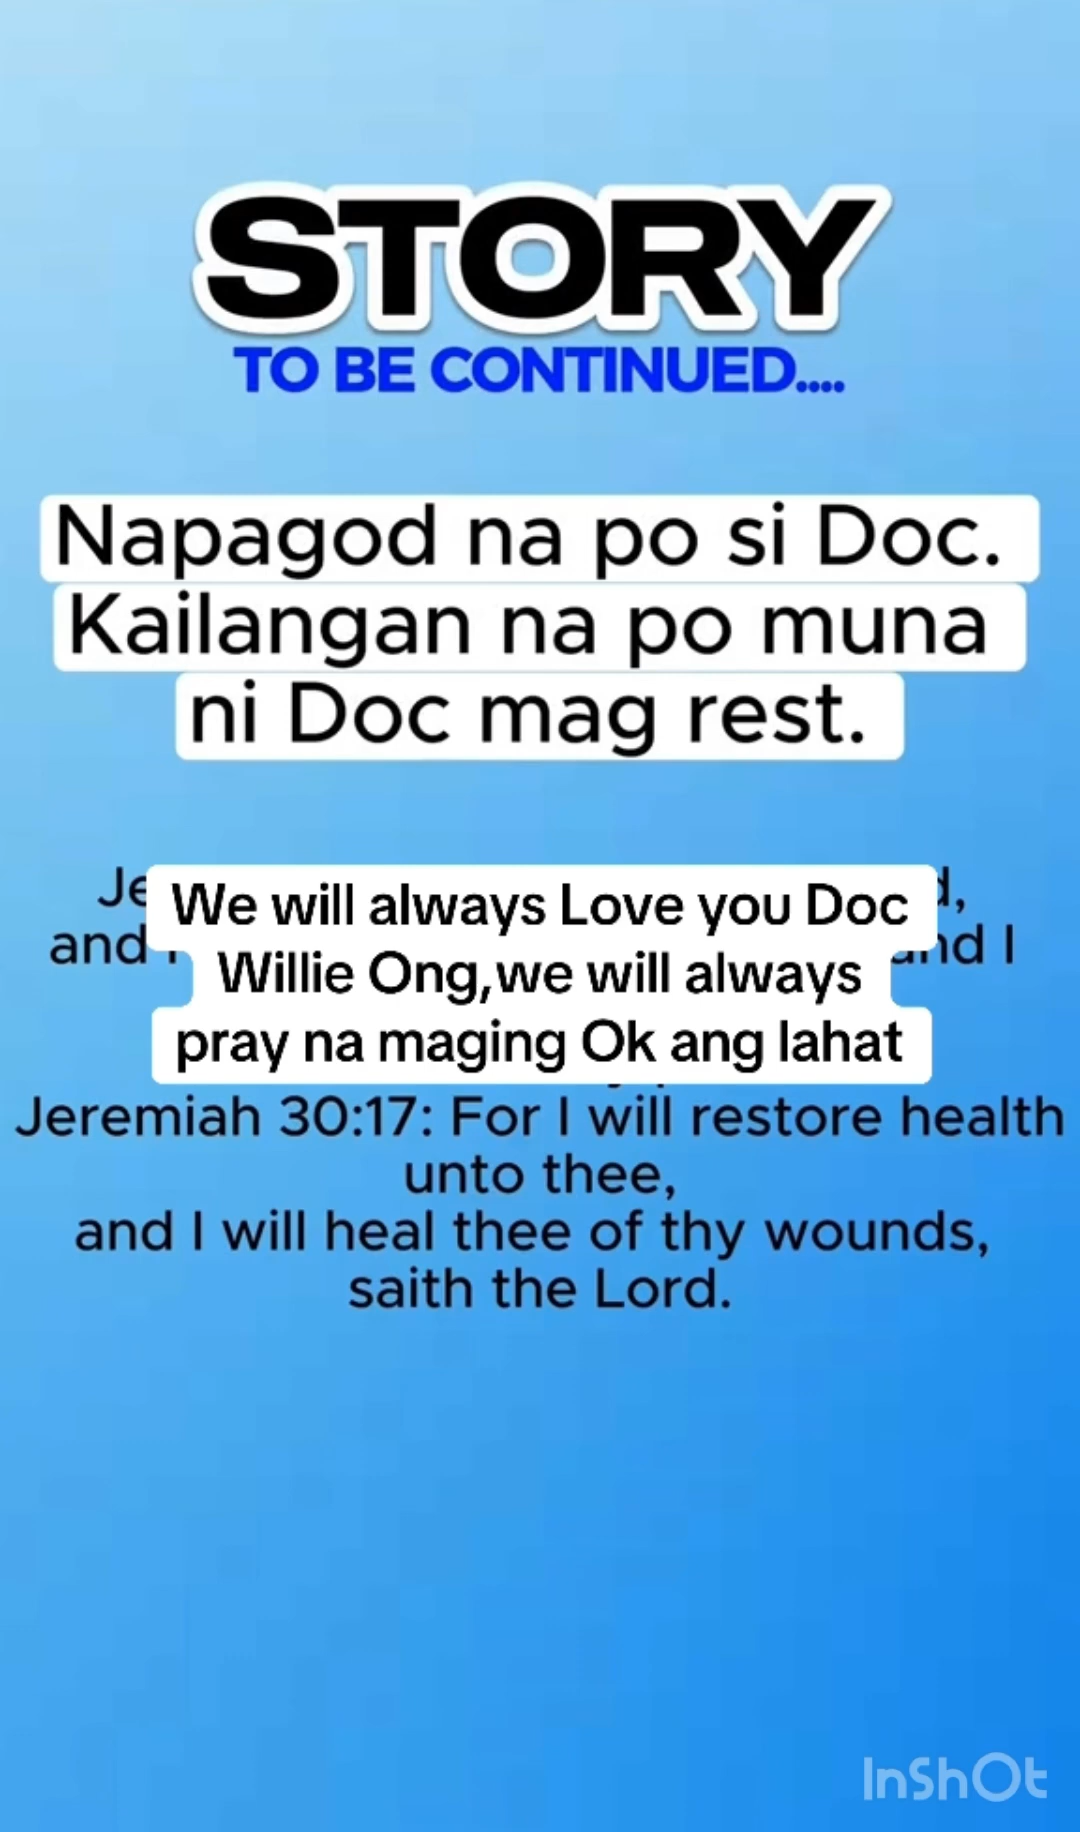 STORY
TO BE CONTINUED....
Napagod na po si Doc.
Kailangan na po muna
ni Doc mag rest.
We will always Love you Doc
and and I
Willie Ong,we will always
pray na maging Ok ang lahat
Jeremiah 30:17: For I will restore health
unto thee,
and I will heal thee of thy wounds,
saith the Lord.
InShOt